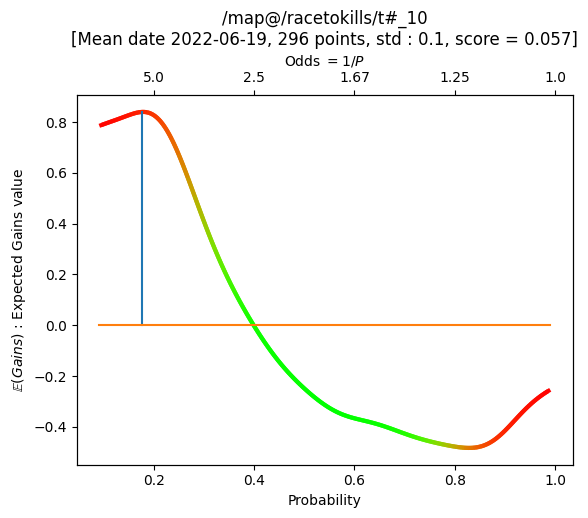 /map@/racetokills/t#_10
[Mean date 2022-06-19, 296 points, std : 0.1, score = 0.057]
Odds = 1/P
5.0 2.5 1.67 1.25 1.0
0.8
0.6
0.4
0.2
0.0
−0.2
−0.4
𝔼(Gains) : Expected Gains value
0.2 0.4 0.6 0.8 1.0
Probability